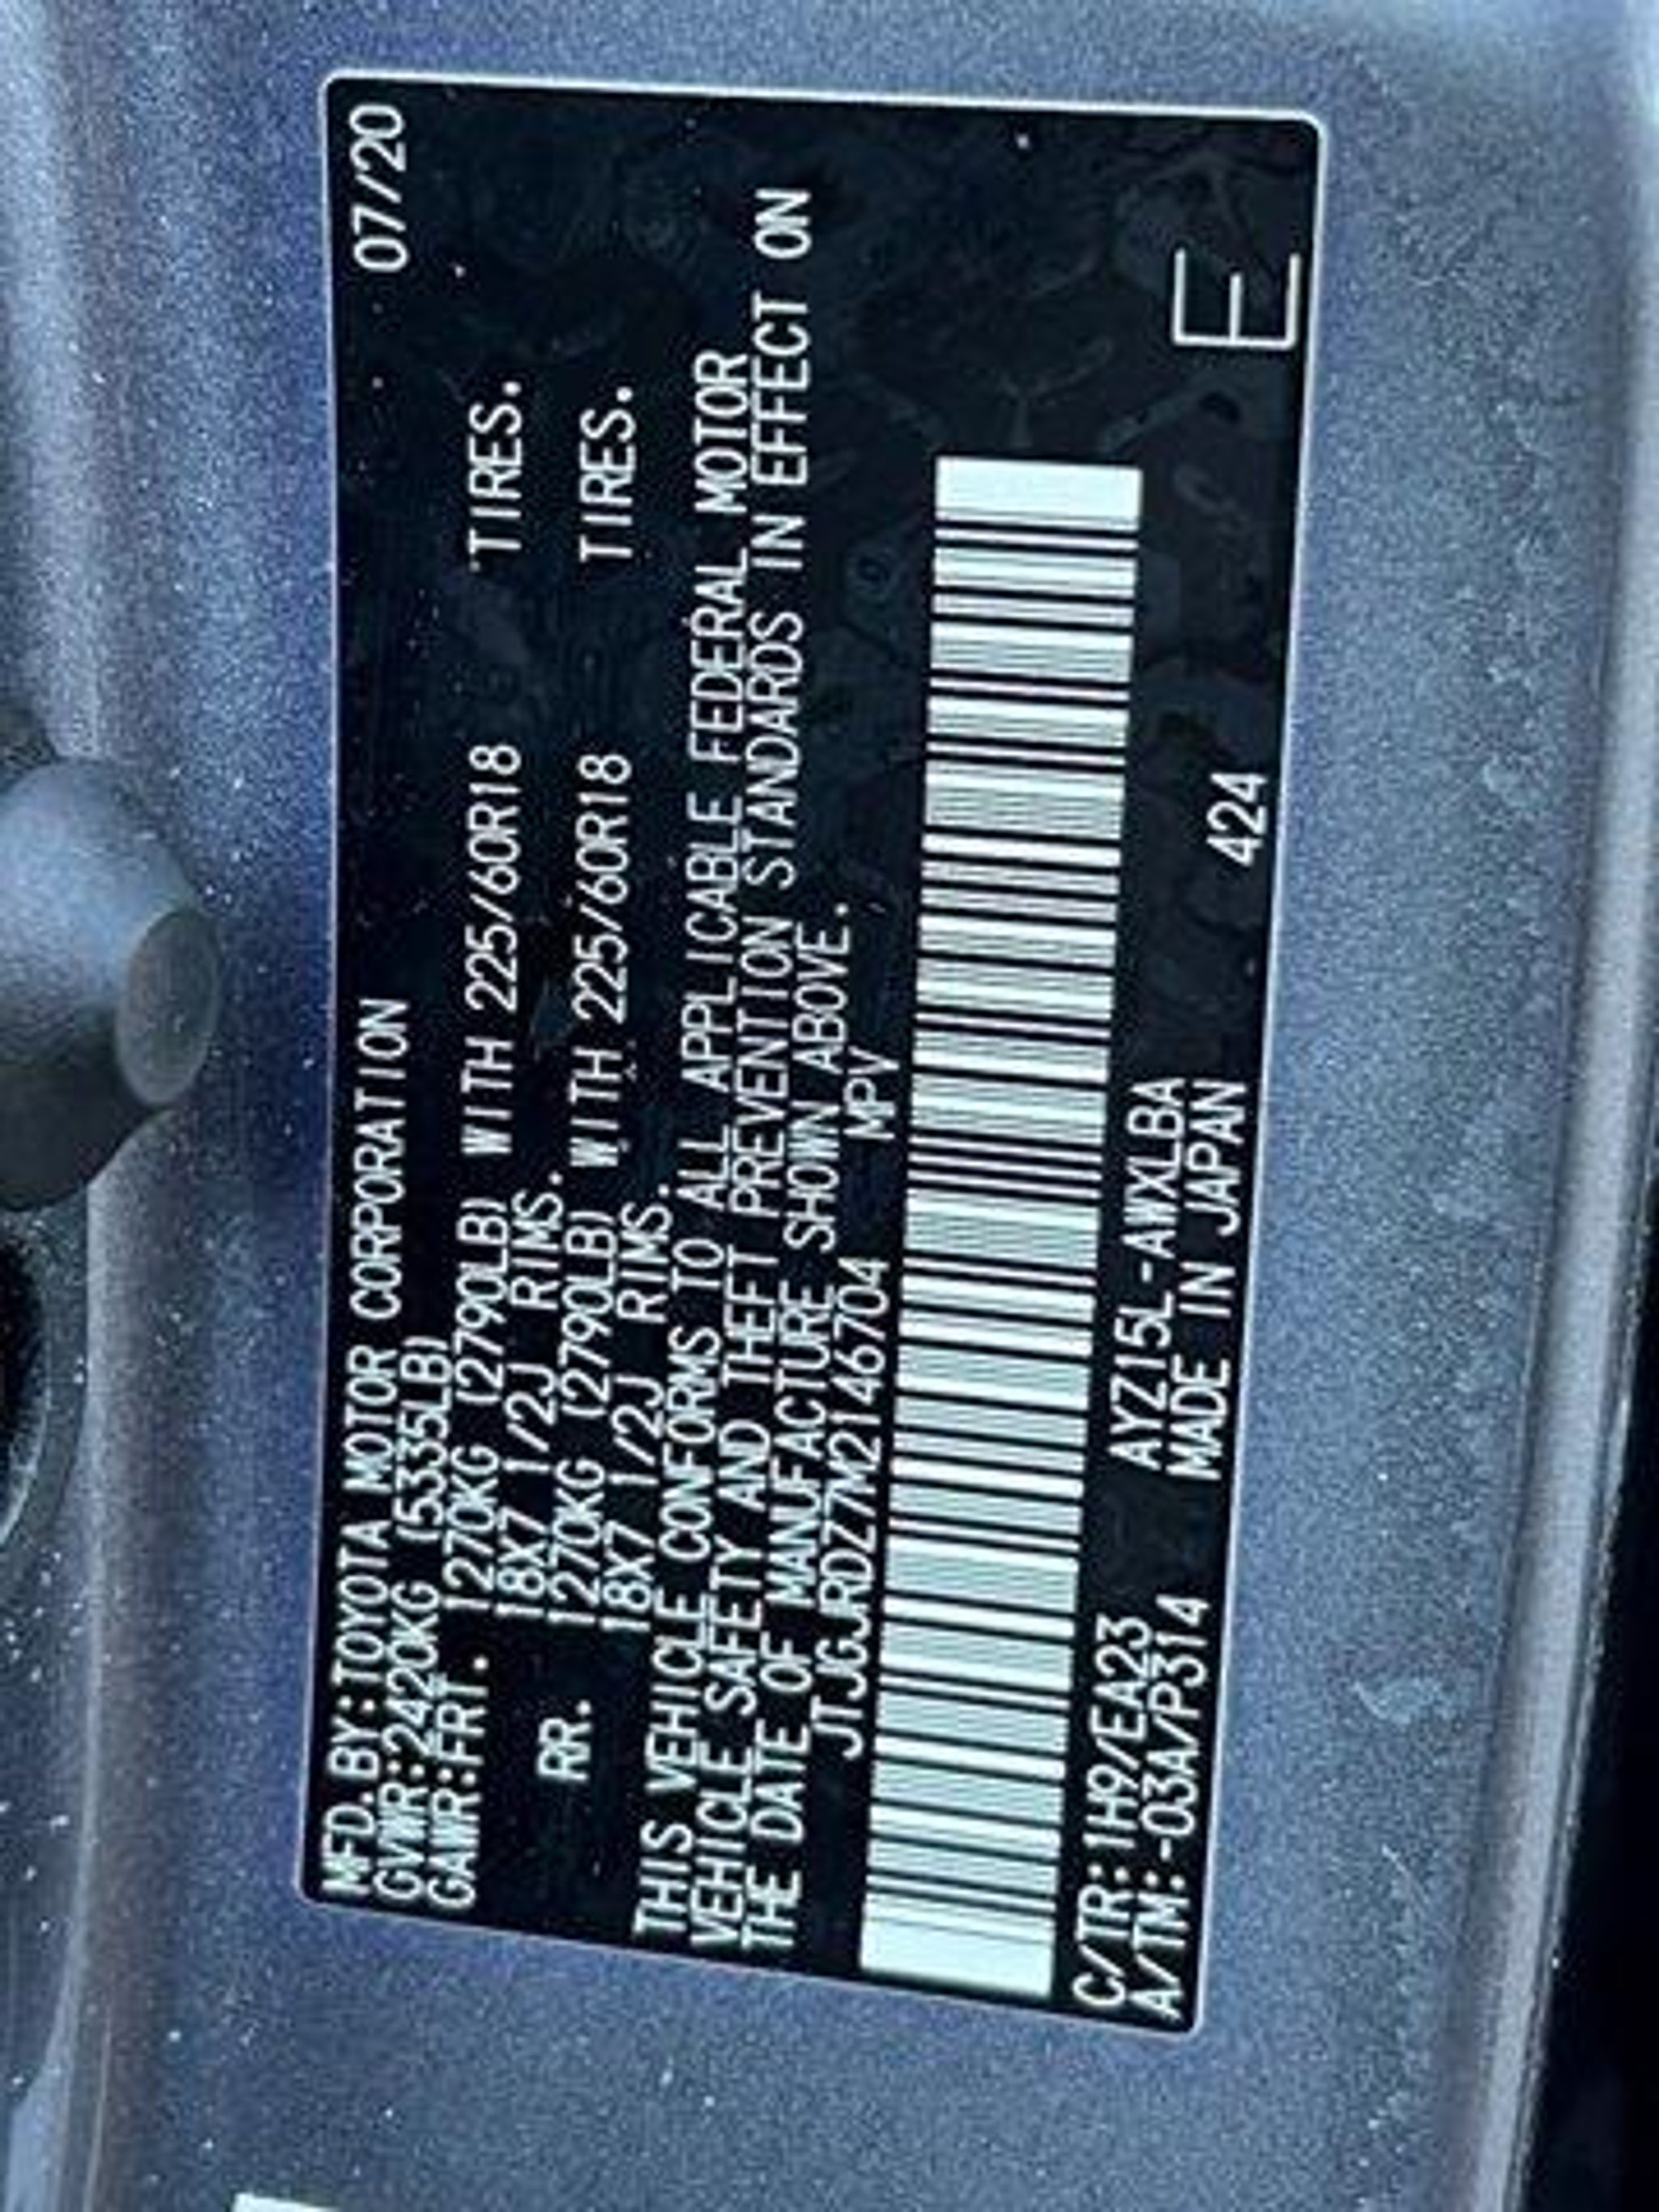 MFD.BY:TOYOTA MOTOR CORPORATION 07/20
GVWR:2420KG (5335LB)
GAWR:FRT. 1270KG (2790LB) WITH 225/60R18 TIRES.
18X7 1/2J RIMS.
RR. 1270KG (2790LB) WITH 225/60R18 TIRES.
18X7 1/2J RIMS.
THIS VEHICLE CONFORMS TO ALL APPLICABLE FEDERAL MOTOR
VEHICLE SAFETY AND THEFT PREVENTION STANDARDS IN EFFECT ON
THE DATE OF MANUFACTURE SHOWN ABOVE.
JTJGJRDZ7M2146704 MPV
C/TR:1H9/EA23 AYZ15L-AWXLBA
A/TM:-03A/P314 MADE IN JAPAN 424 E